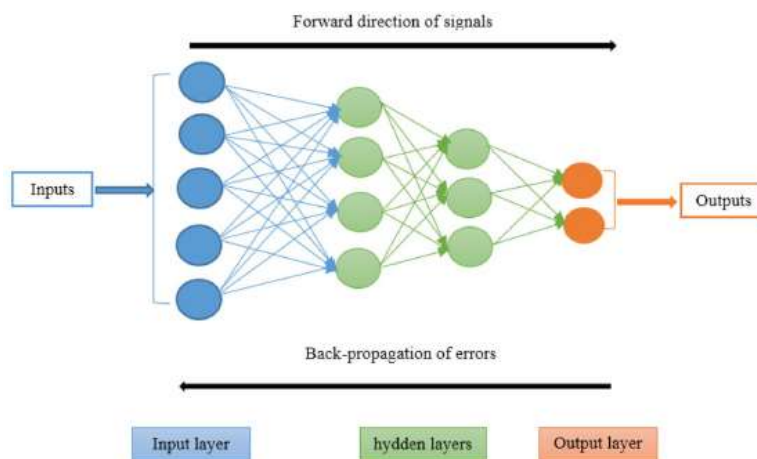 Forward direction of signals
Inputs
Outputs
Back-propagation of errors
Input layer
hydden layers
Output layer